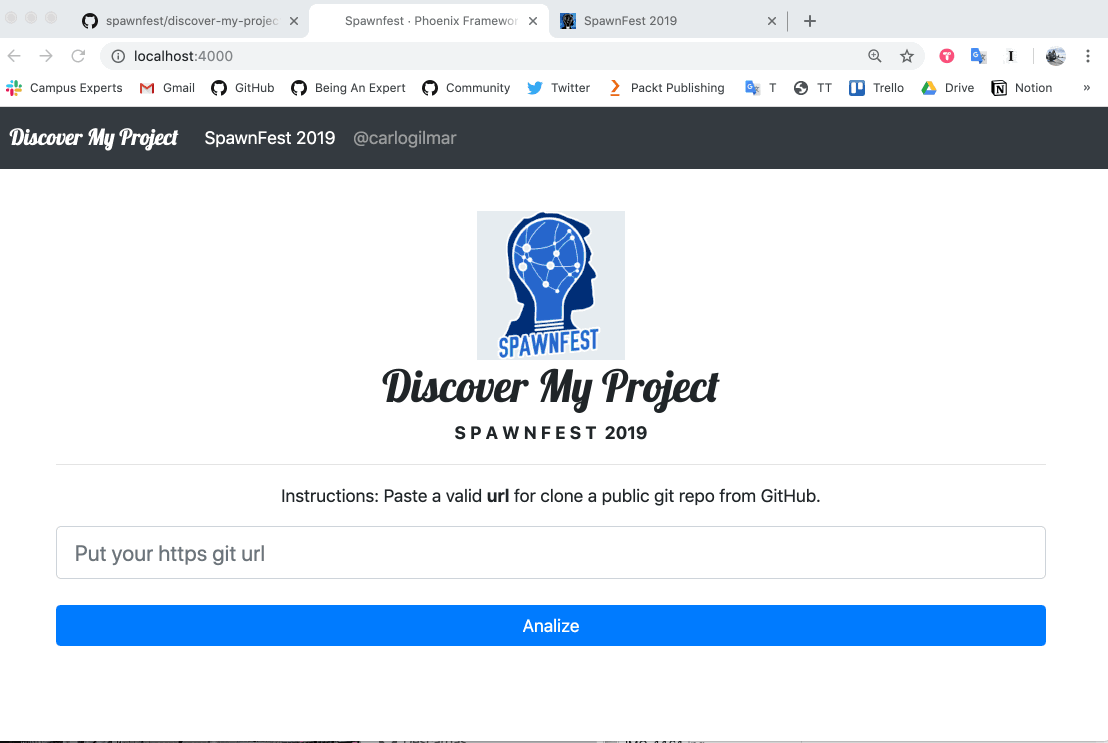 spawnfest/discover-my-projec
Spawnfest · Phoenix Framewor
SpawnFest 2019
localhost:4000
Campus Experts
Gmail
GitHub
Being An Expert
Community
Twitter
Packt Publishing
T
TT
Trello
Drive
Notion
»
Discover My Project
SpawnFest 2019
@carlogilmar
SPAWNFEST
Discover My Project
SPAWNFEST 2019
Instructions: Paste a valid url for clone a public git repo from GitHub.
Put your https git url
Analize